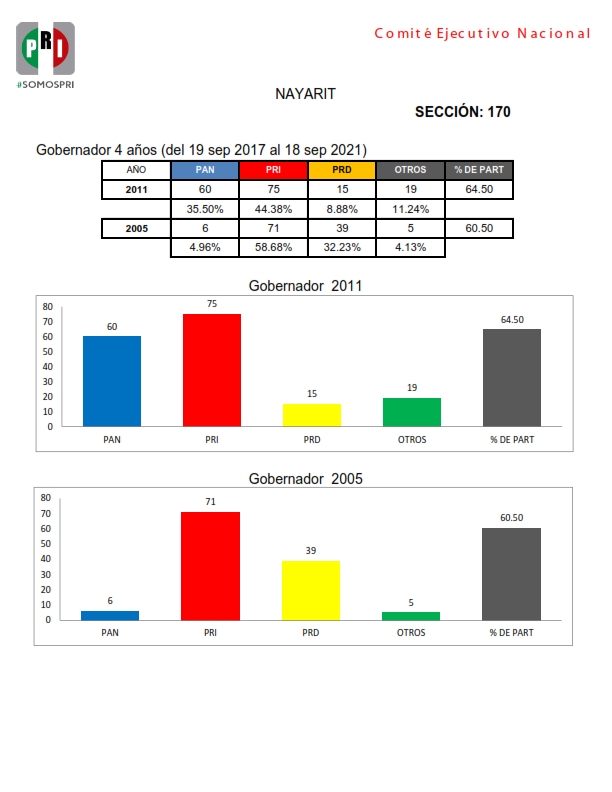 PRI
#SOMOSPRI
Comité Ejecutivo Nacional
NAYARIT
SECCIÓN: 170
Gobernador 4 años (del 19 sep 2017 al 18 sep 2021)
AÑO PAN PRI PRD OTROS % DE PART
2011 60 75 15 19 64.50
35.50% 44.38% 8.88% 11.24%
2005 6 71 39 5 60.50
4.96% 58.68% 32.23% 4.13%
Gobernador 2011
80
70
60
50
40
30
20
10
0
60 75 15 19 64.50
PAN PRI PRD OTROS % DE PART
Gobernador 2005
80
70
60
50
40
30
20
10
0
6 71 39 5 60.50
PAN PRI PRD OTROS % DE PART